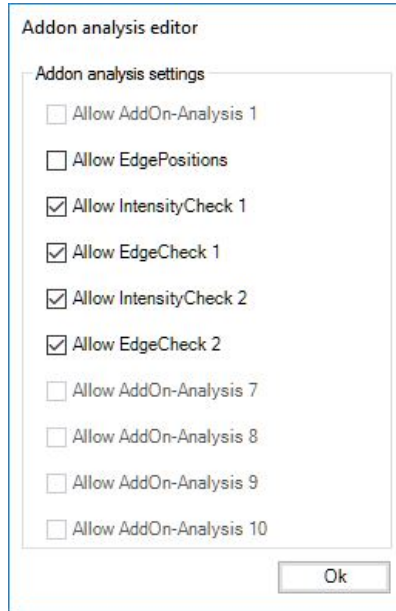 Addon analysis editor
Addon analysis settings
Allow AddOn-Analysis 1
Allow EdgePositions
Allow IntensityCheck 1
Allow EdgeCheck 1
Allow IntensityCheck 2
Allow EdgeCheck 2
Allow AddOn-Analysis 7
Allow AddOn-Analysis 8
Allow AddOn-Analysis 9
Allow AddOn-Analysis 10
Ok